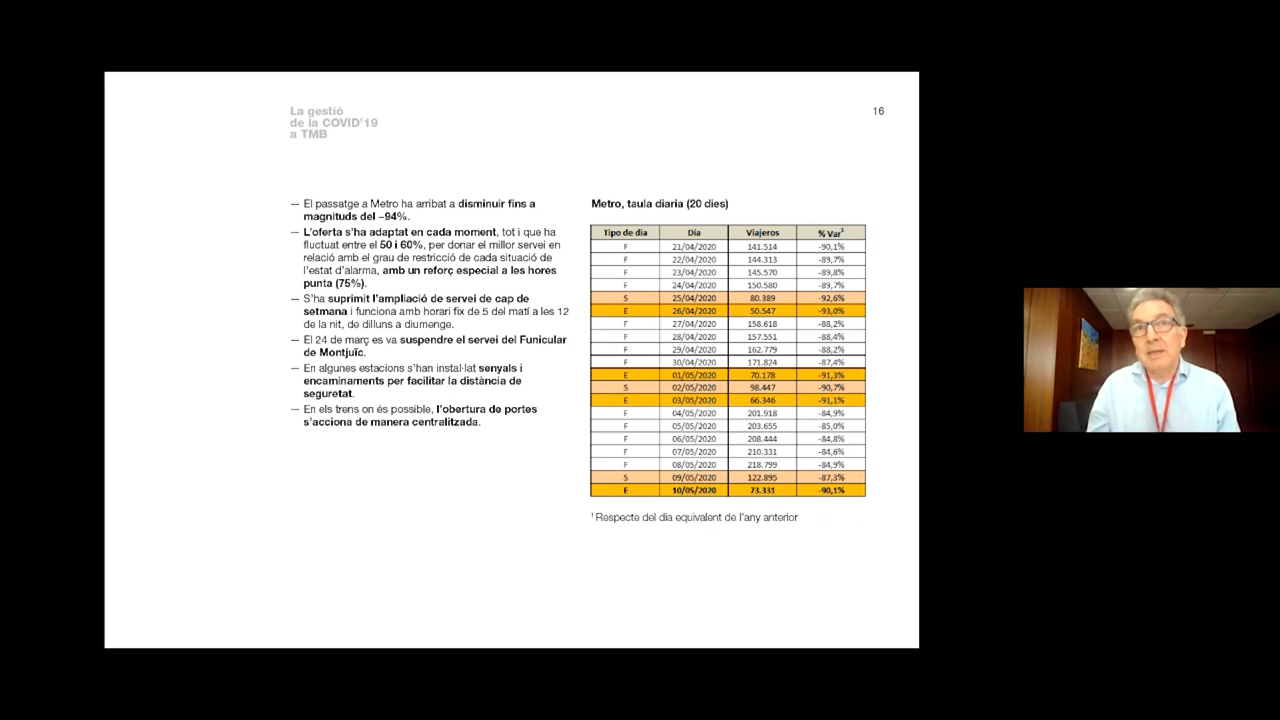 La gestió
de la COVID'19
a TMB
16
— El passatge a Metro ha arribat a disminuir fins a
magnituds del –94%.
— L'oferta s'ha adaptat en cada moment, tot i que ha
fluctuat entre el 50 i 60%, per donar el millor servei en
relació amb el grau de restricció de cada situació de
l'estat d'alarma, amb un reforç especial a les hores
punta (75%).
— S'ha suprimit l'ampliació de servei de cap de
setmana i funciona amb horari fix de 5 del matí a les 12
de la nit, de dilluns a diumenge.
— El 24 de març es va suspendre el servei del Funicular
de Montjuïc.
— En algunes estacions s'han instal·lat senyals i
encaminaments per facilitar la distància de
seguretat.
— En els trens on és possible, l'obertura de portes
s'acciona de manera centralitzada.
Metro, taula diaria (20 dies)
Tipo de dia Día Viajeros % Var¹
F 21/04/2020 141.514 -90,1%
F 22/04/2020 144.313 -89,7%
F 23/04/2020 145.570 -89,8%
F 24/04/2020 150.580 -89,7%
S 25/04/2020 80.389 -92,6%
E 26/04/2020 50.547 -93,0%
F 27/04/2020 158.618 -88,2%
F 28/04/2020 157.551 -88,4%
F 29/04/2020 162.779 -88,2%
F 30/04/2020 171.824 -87,4%
E 01/05/2020 70.178 -91,3%
S 02/05/2020 98.447 -90,7%
E 03/05/2020 66.346 -91,1%
F 04/05/2020 201.918 -84,9%
F 05/05/2020 203.655 -85,0%
F 06/05/2020 208.444 -84,8%
F 07/05/2020 210.331 -84,6%
F 08/05/2020 218.799 -84,9%
S 09/05/2020 122.895 -87,3%
E 10/05/2020 73.331 -90,1%
¹ Respecte del dia equivalent de l'any anterior